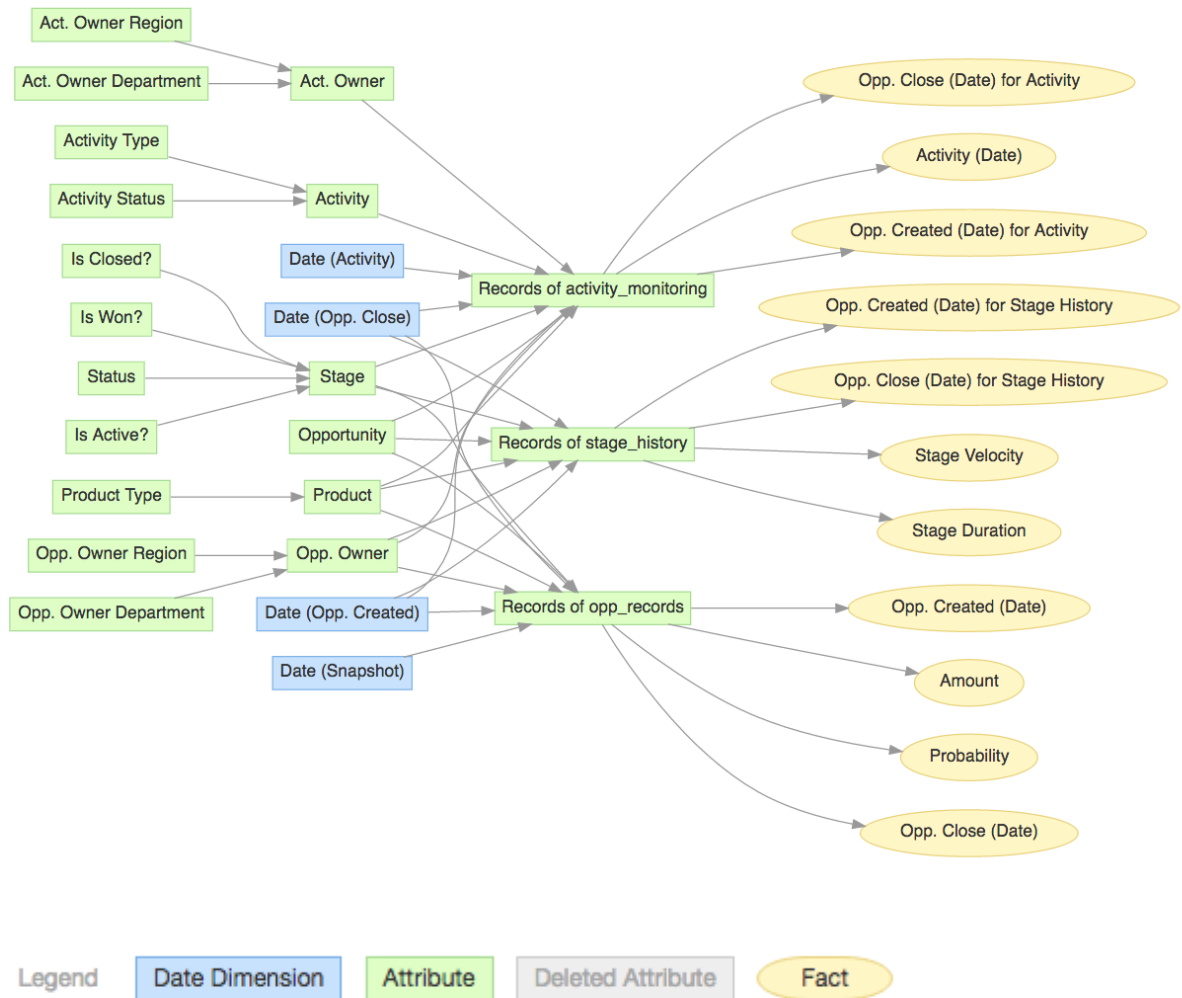 Act. Owner Region
Act. Owner Department
Act. Owner
Activity Type
Activity Status
Activity
Is Closed?
Date (Activity)
Is Won?
Date (Opp. Close)
Status
Stage
Is Active?
Opportunity
Product Type
Product
Opp. Owner Region
Opp. Owner
Opp. Owner Department
Date (Opp. Created)
Date (Snapshot)
Records of activity_monitoring
Records of stage_history
Records of opp_records
Opp. Close (Date) for Activity
Activity (Date)
Opp. Created (Date) for Activity
Opp. Created (Date) for Stage History
Opp. Close (Date) for Stage History
Stage Velocity
Stage Duration
Opp. Created (Date)
Amount
Probability
Opp. Close (Date)
Legend
Date Dimension
Attribute
Deleted Attribute
Fact